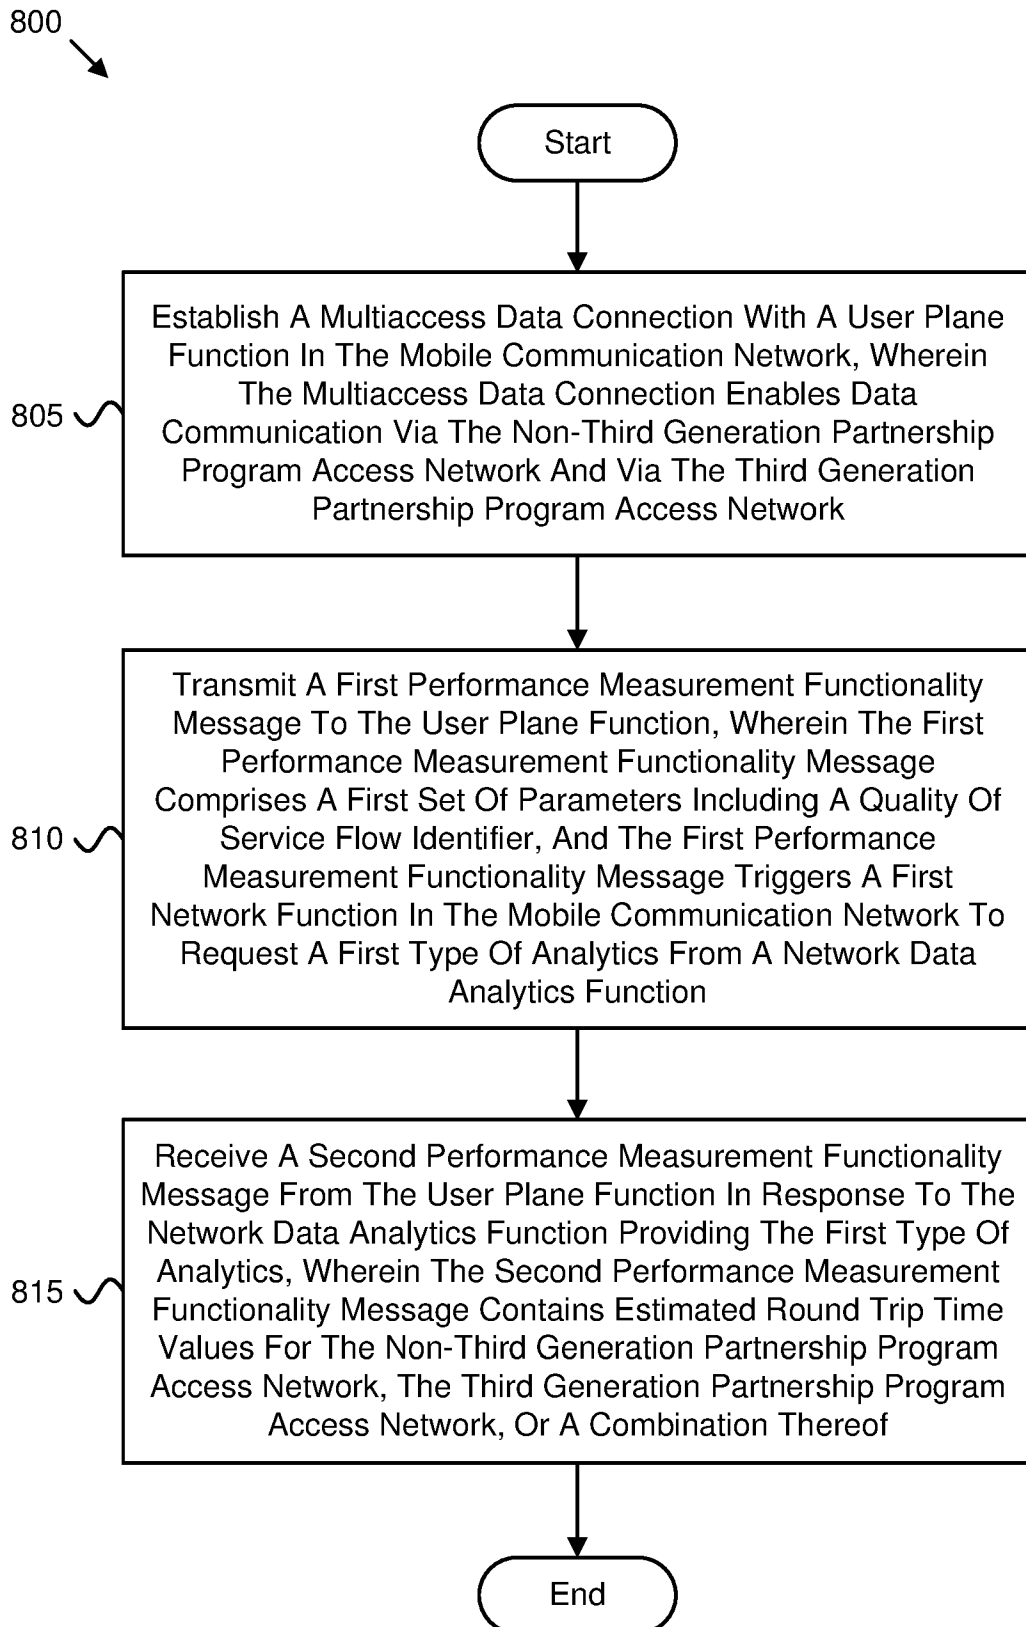 800
Start
805
Establish A Multiaccess Data Connection With A User Plane
Function In The Mobile Communication Network, Wherein
The Multiaccess Data Connection Enables Data
Communication Via The Non-Third Generation Partnership
Program Access Network And Via The Third Generation
Partnership Program Access Network
810
Transmit A First Performance Measurement Functionality
Message To The User Plane Function, Wherein The First
Performance Measurement Functionality Message
Comprises A First Set Of Parameters Including A Quality Of
Service Flow Identifier, And The First Performance
Measurement Functionality Message Triggers A First
Network Function In The Mobile Communication Network To
Request A First Type Of Analytics From A Network Data
Analytics Function
815
Receive A Second Performance Measurement Functionality
Message From The User Plane Function In Response To The
Network Data Analytics Function Providing The First Type Of
Analytics, Wherein The Second Performance Measurement
Functionality Message Contains Estimated Round Trip Time
Values For The Non-Third Generation Partnership Program
Access Network, The Third Generation Partnership Program
Access Network, Or A Combination Thereof
End